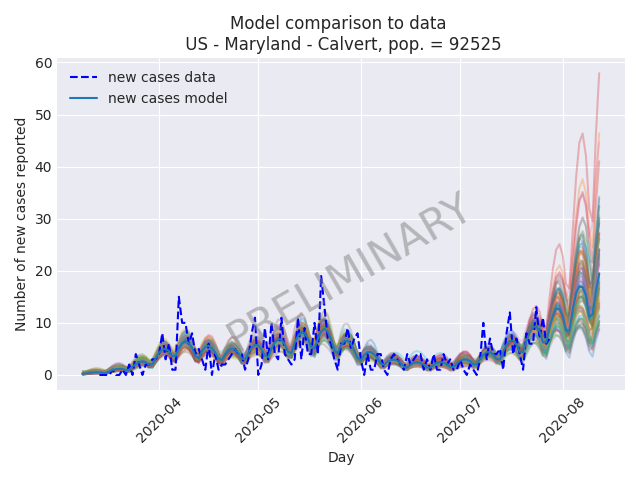 Model comparison to data
US - Maryland - Calvert, pop. = 92525
60
50
40
30
20
10
0
Number of new cases reported
new cases data
new cases model
PRELIMINARY
2020-04
2020-05
2020-06
2020-07
2020-08
Day